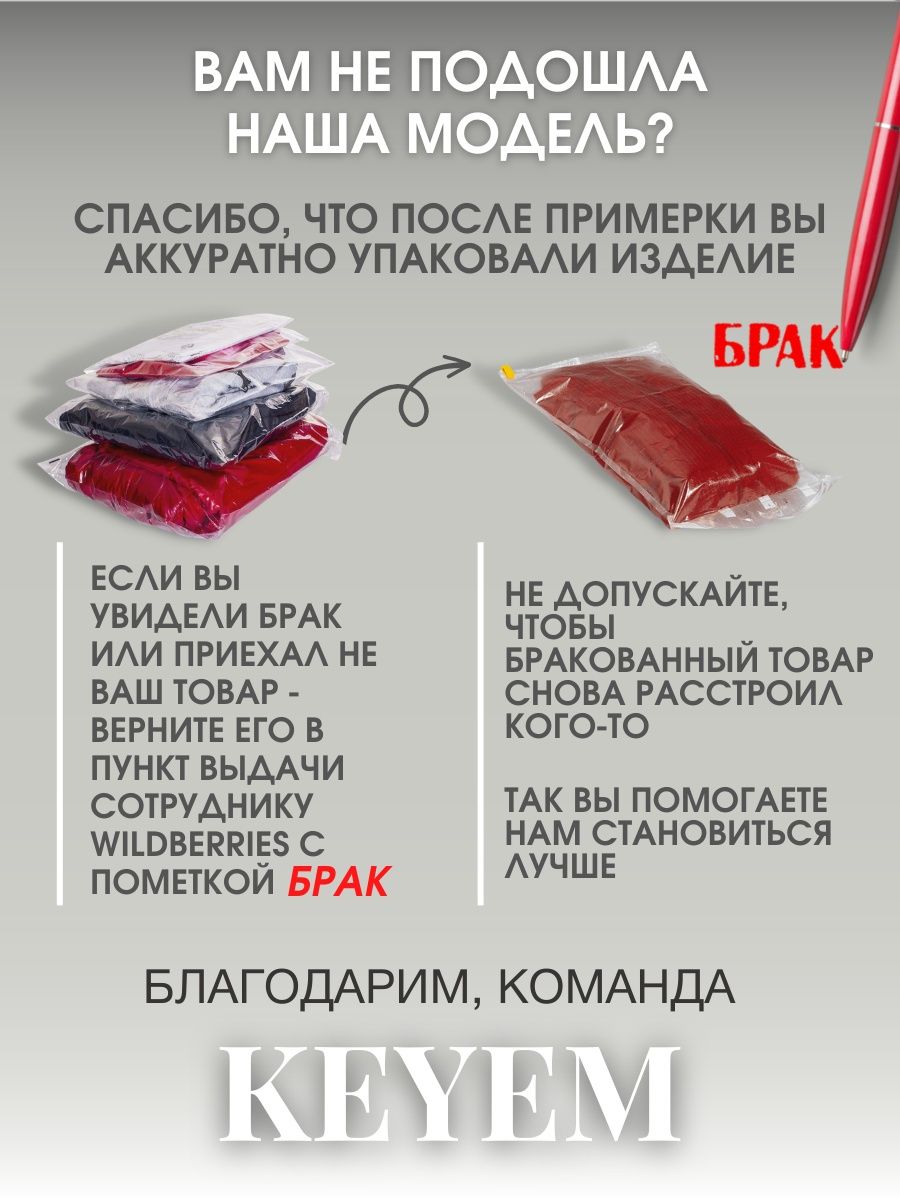 ВАМ НЕ ПОДОШЛА
НАША МОДЕЛЬ?
СПАСИБО, ЧТО ПОСЛЕ ПРИМЕРКИ ВЫ
АККУРАТНО УПАКОВАЛИ ИЗДЕЛИЕ
БРАК
ЕСЛИ ВЫ
УВИДЕЛИ БРАК
ИЛИ ПРИЕХАЛ НЕ
ВАШ ТОВАР -
ВЕРНИТЕ ЕГО В
ПУНКТ ВЫДАЧИ
СОТРУДНИКУ
WILDBERRIES С
ПОМЕТКОЙ БРАК
НЕ ДОПУСКАЙТЕ,
ЧТОБЫ
БРАКОВАННЫЙ ТОВАР
СНОВА РАССТРОИЛ
КОГО-ТО
ТАК ВЫ ПОМОГАЕТЕ
НАМ СТАНОВИТЬСЯ
ЛУЧШЕ
БЛАГОДАРИМ, КОМАНДА
KEYEM